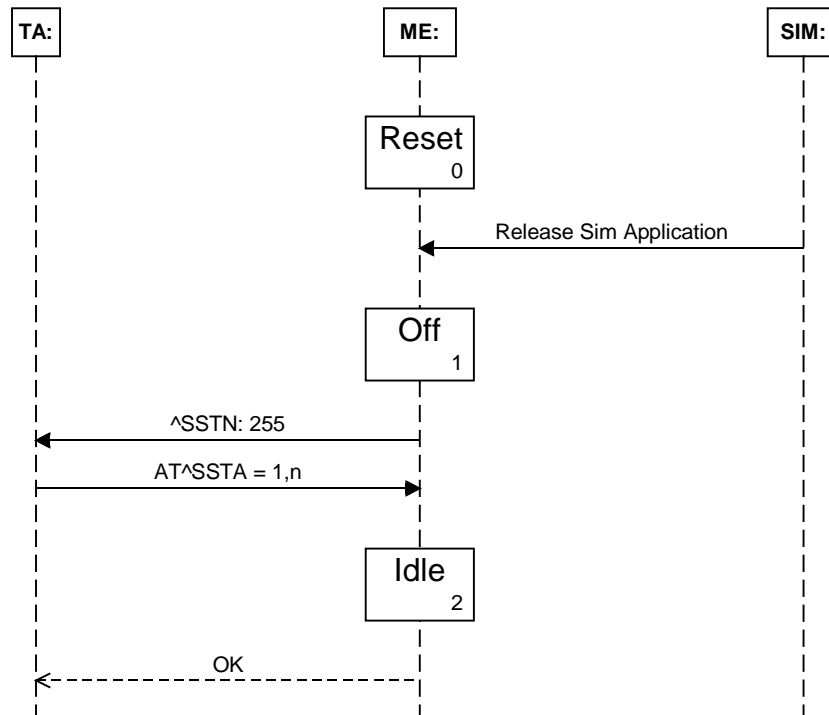 TA:
ME:
SIM:
Reset
0
Release Sim Application
Off
1
^SSTN: 255
AT^SSTA = 1,n
Idle
2
OK